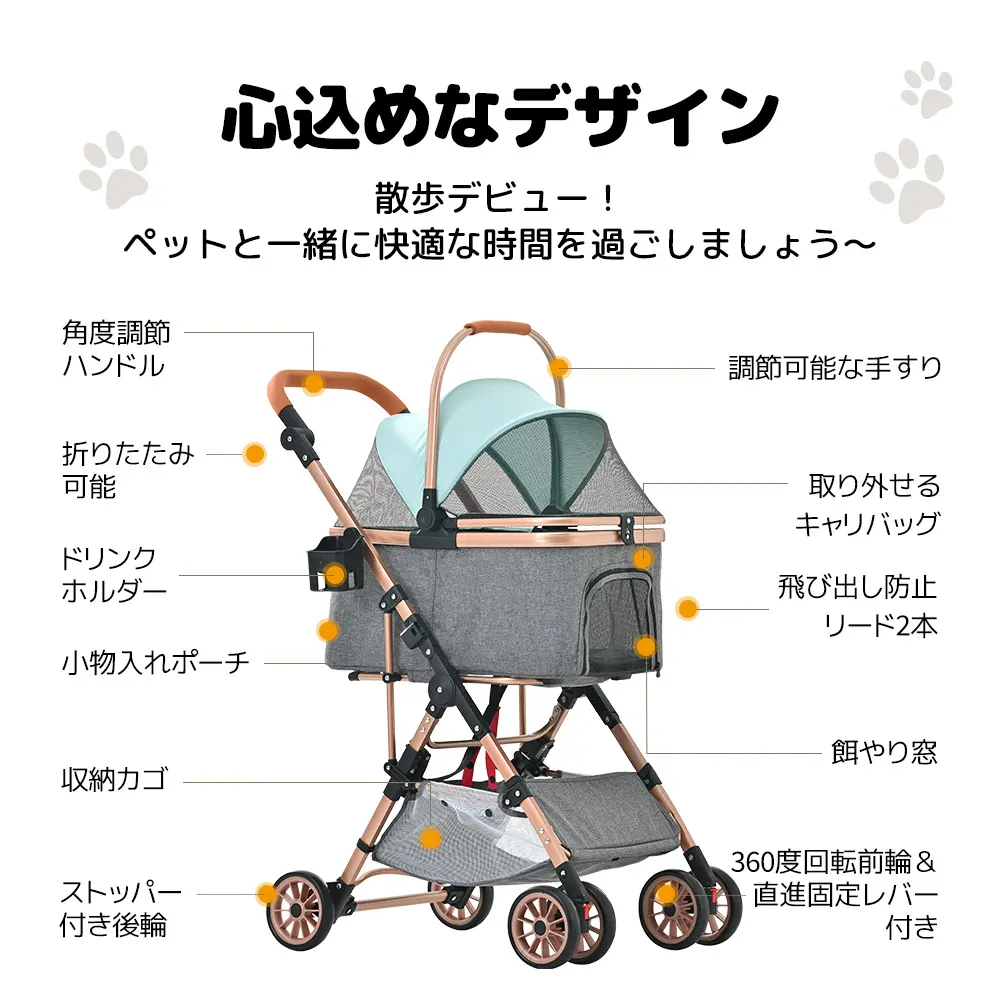 心込めなデザイン
散歩デビュー！
ペットと一緒に快適な時間を過ごしましょう～
角度調節
ハンドル
調節可能な手すり
折りたたみ
可能
取り外せる
キャリバッグ
ドリンク
ホルダー
飛び出し防止
リード2本
小物入れポーチ
餌やり窓
収納カゴ
360度回転前輪＆
直進固定レバー
付き
ストッパー
付き後輪